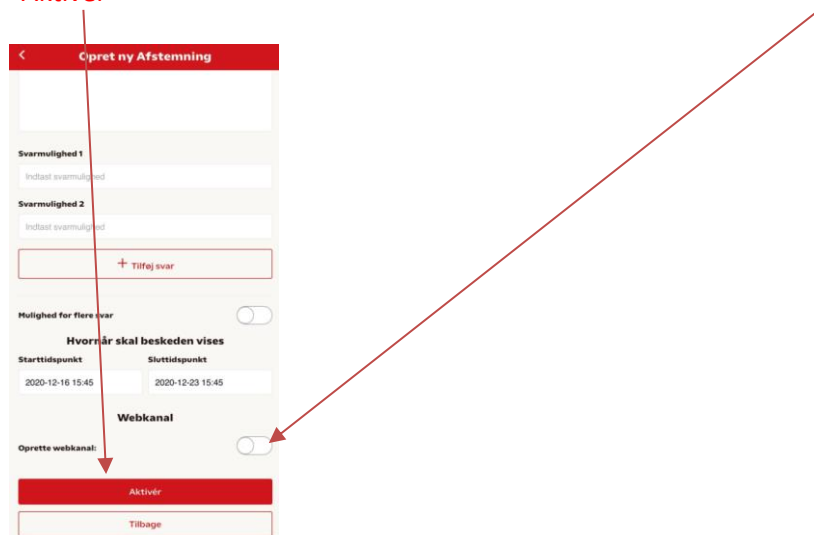 Aktivér
Opret ny Afstemning
Svarmulighed 1
Indtast svarmulighed
Svarmulighed 2
Indtast svarmulighed
+ Tilføj svar
Mulighed for flere svar
Hvornår skal beskeden vises
Starttidspunkt Sluttidspunkt
2020-12-16 15:45 2020-12-23 15:45
Webkanal
Oprette webkanal:
Aktivér
Tilbage